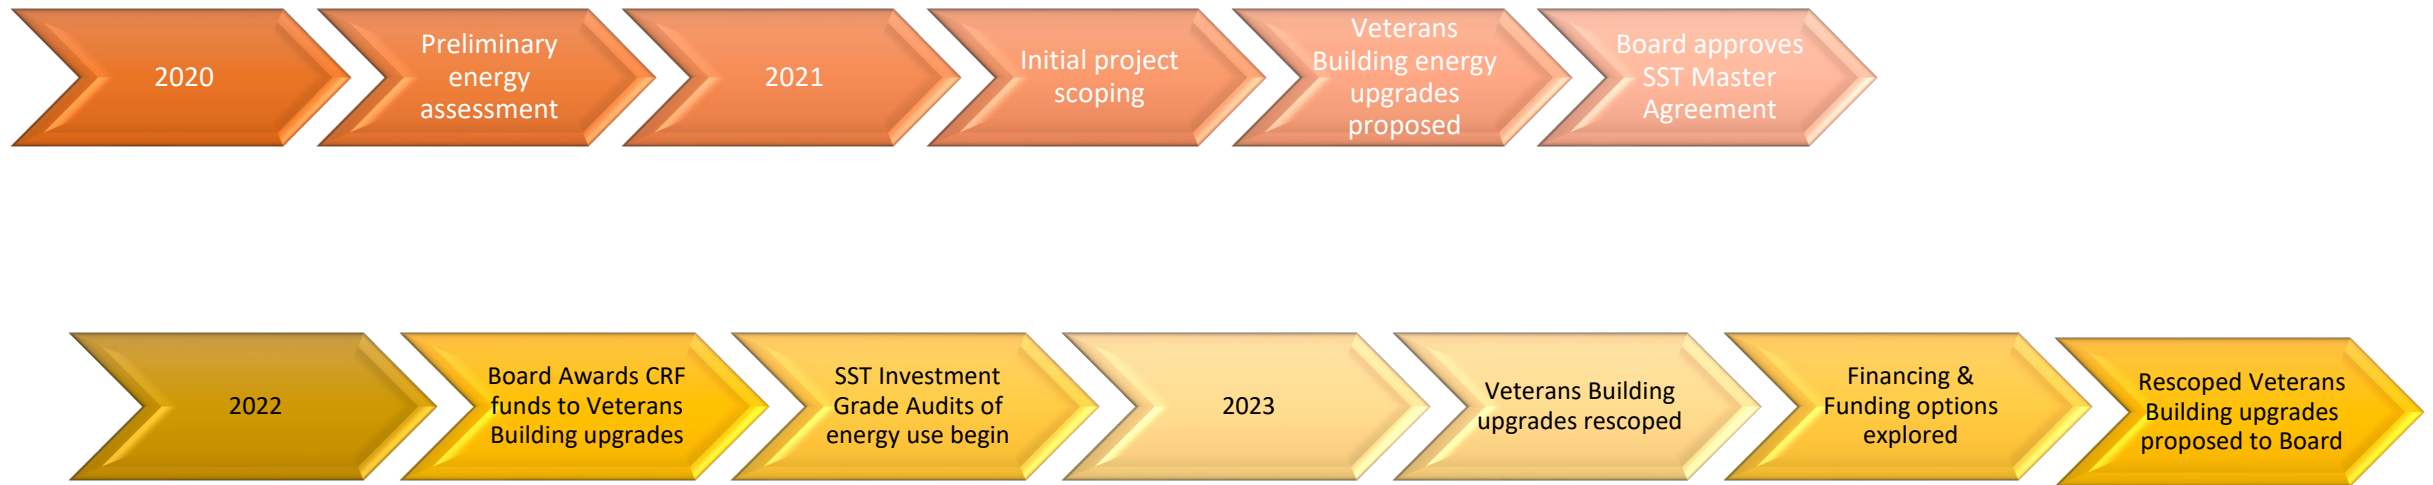 2020
Preliminary
energy
assessment
2021
Initial project
scoping
Veterans
Building energy
upgrades
proposed
Board approves
SST Master
Agreement
2022
Board Awards CRF
funds to Veterans
Building upgrades
SST Investment
Grade Audits of
energy use begin
2023
Veterans Building
upgrades rescoped
Financing &
Funding options
explored
Rescoped Veterans
Building upgrades
proposed to Board